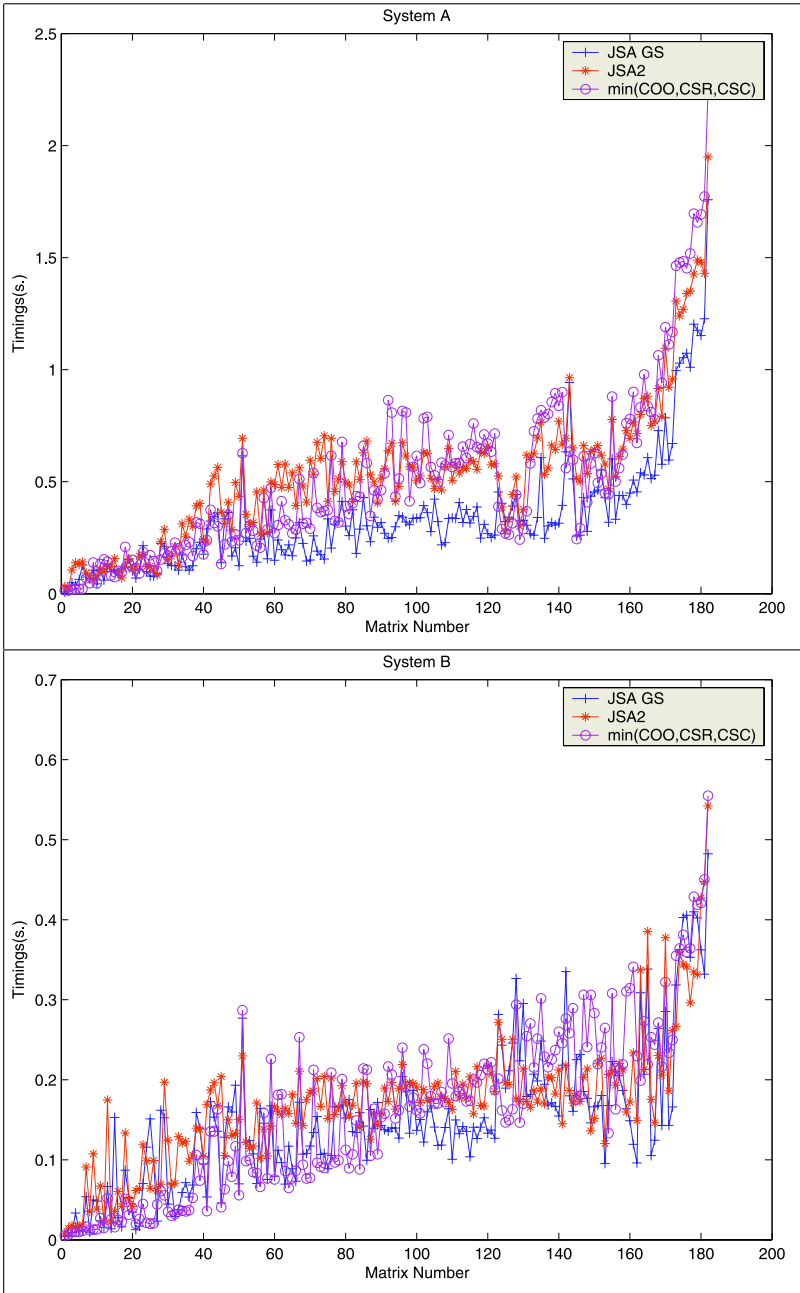 System A
2.5
2
1.5
1
0.5
0
Timings(s.)
JSA GS
JSA2
min(COO,CSR,CSC)
0 20 40 60 80 100 120 140 160 180 200
Matrix Number
System B
0.7
0.6
0.5
0.4
0.3
0.2
0.1
0
Timings(s.)
JSA GS
JSA2
min(COO,CSR,CSC)
0 20 40 60 80 100 120 140 160 180 200
Matrix Number